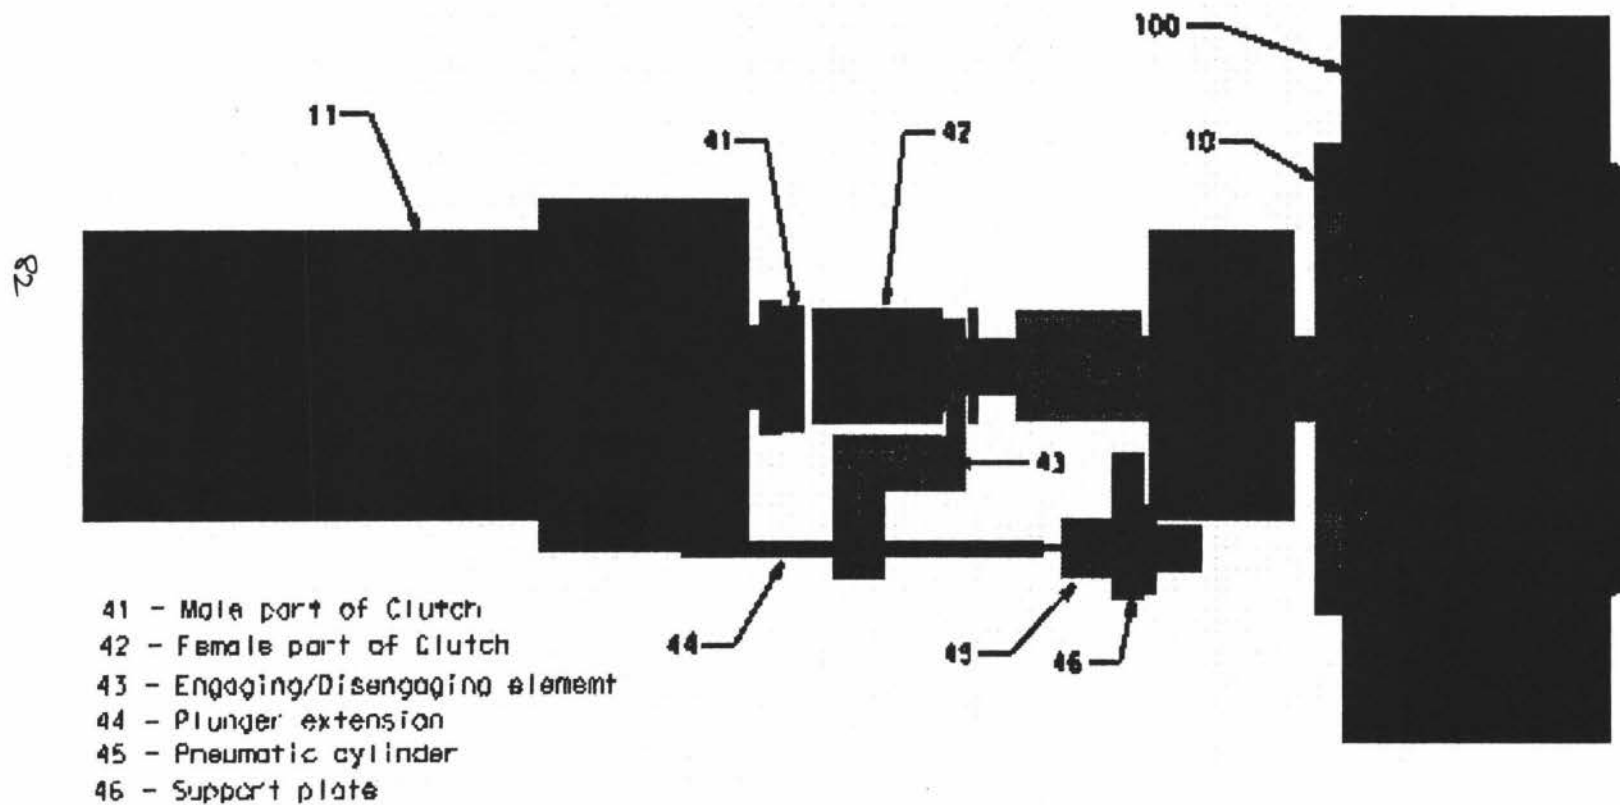 100
11
41
42
10
82
43
44
45
46
41 - Male part of Clutch
42 - Female part of Clutch
43 - Engaging/Disengaging elememt
44 - Plunger extension
45 - Pneumatic cylinder
46 - Support plate